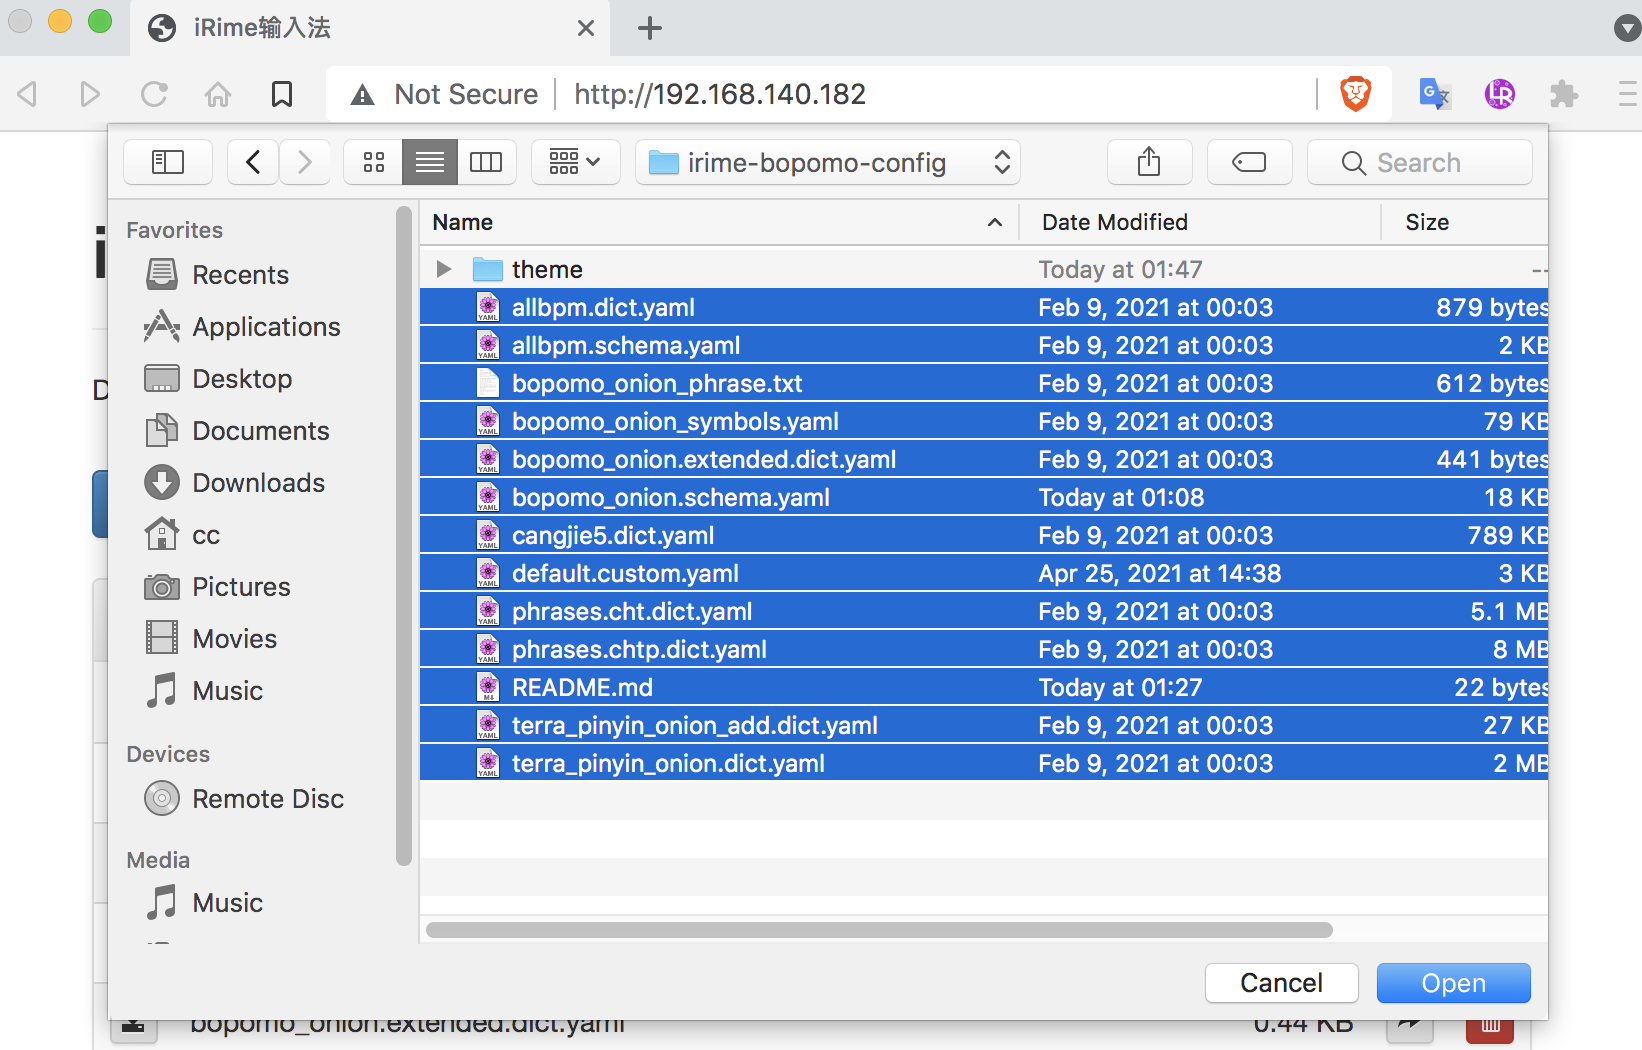 iRime输入法
Not Secure
http://192.168.140.182
irime-bopomo-config
Search
Favorites
Recents
Applications
Desktop
Documents
Downloads
cc
Pictures
Movies
Music
Devices
Remote Disc
Media
Music
Name Date Modified Size
theme Today at 01:47 --
allbpm.dict.yaml Feb 9, 2021 at 00:03 879 bytes
allbpm.schema.yaml Feb 9, 2021 at 00:03 2 KB
bopomo_onion_phrase.txt Feb 9, 2021 at 00:03 612 bytes
bopomo_onion_symbols.yaml Feb 9, 2021 at 00:03 79 KB
bopomo_onion.extended.dict.yaml Feb 9, 2021 at 00:03 441 bytes
bopomo_onion.schema.yaml Today at 01:08 18 KB
cangjie5.dict.yaml Feb 9, 2021 at 00:03 789 KB
default.custom.yaml Apr 25, 2021 at 14:38 3 KB
phrases.cht.dict.yaml Feb 9, 2021 at 00:03 5.1 MB
phrases.chtp.dict.yaml Feb 9, 2021 at 00:03 8 MB
README.md Today at 01:27 22 bytes
terra_pinyin_onion_add.dict.yaml Feb 9, 2021 at 00:03 27 KB
terra_pinyin_onion.dict.yaml Feb 9, 2021 at 00:03 2 MB
Cancel
Open
bopomo_onion.extended.dict.yaml 0.44 KB